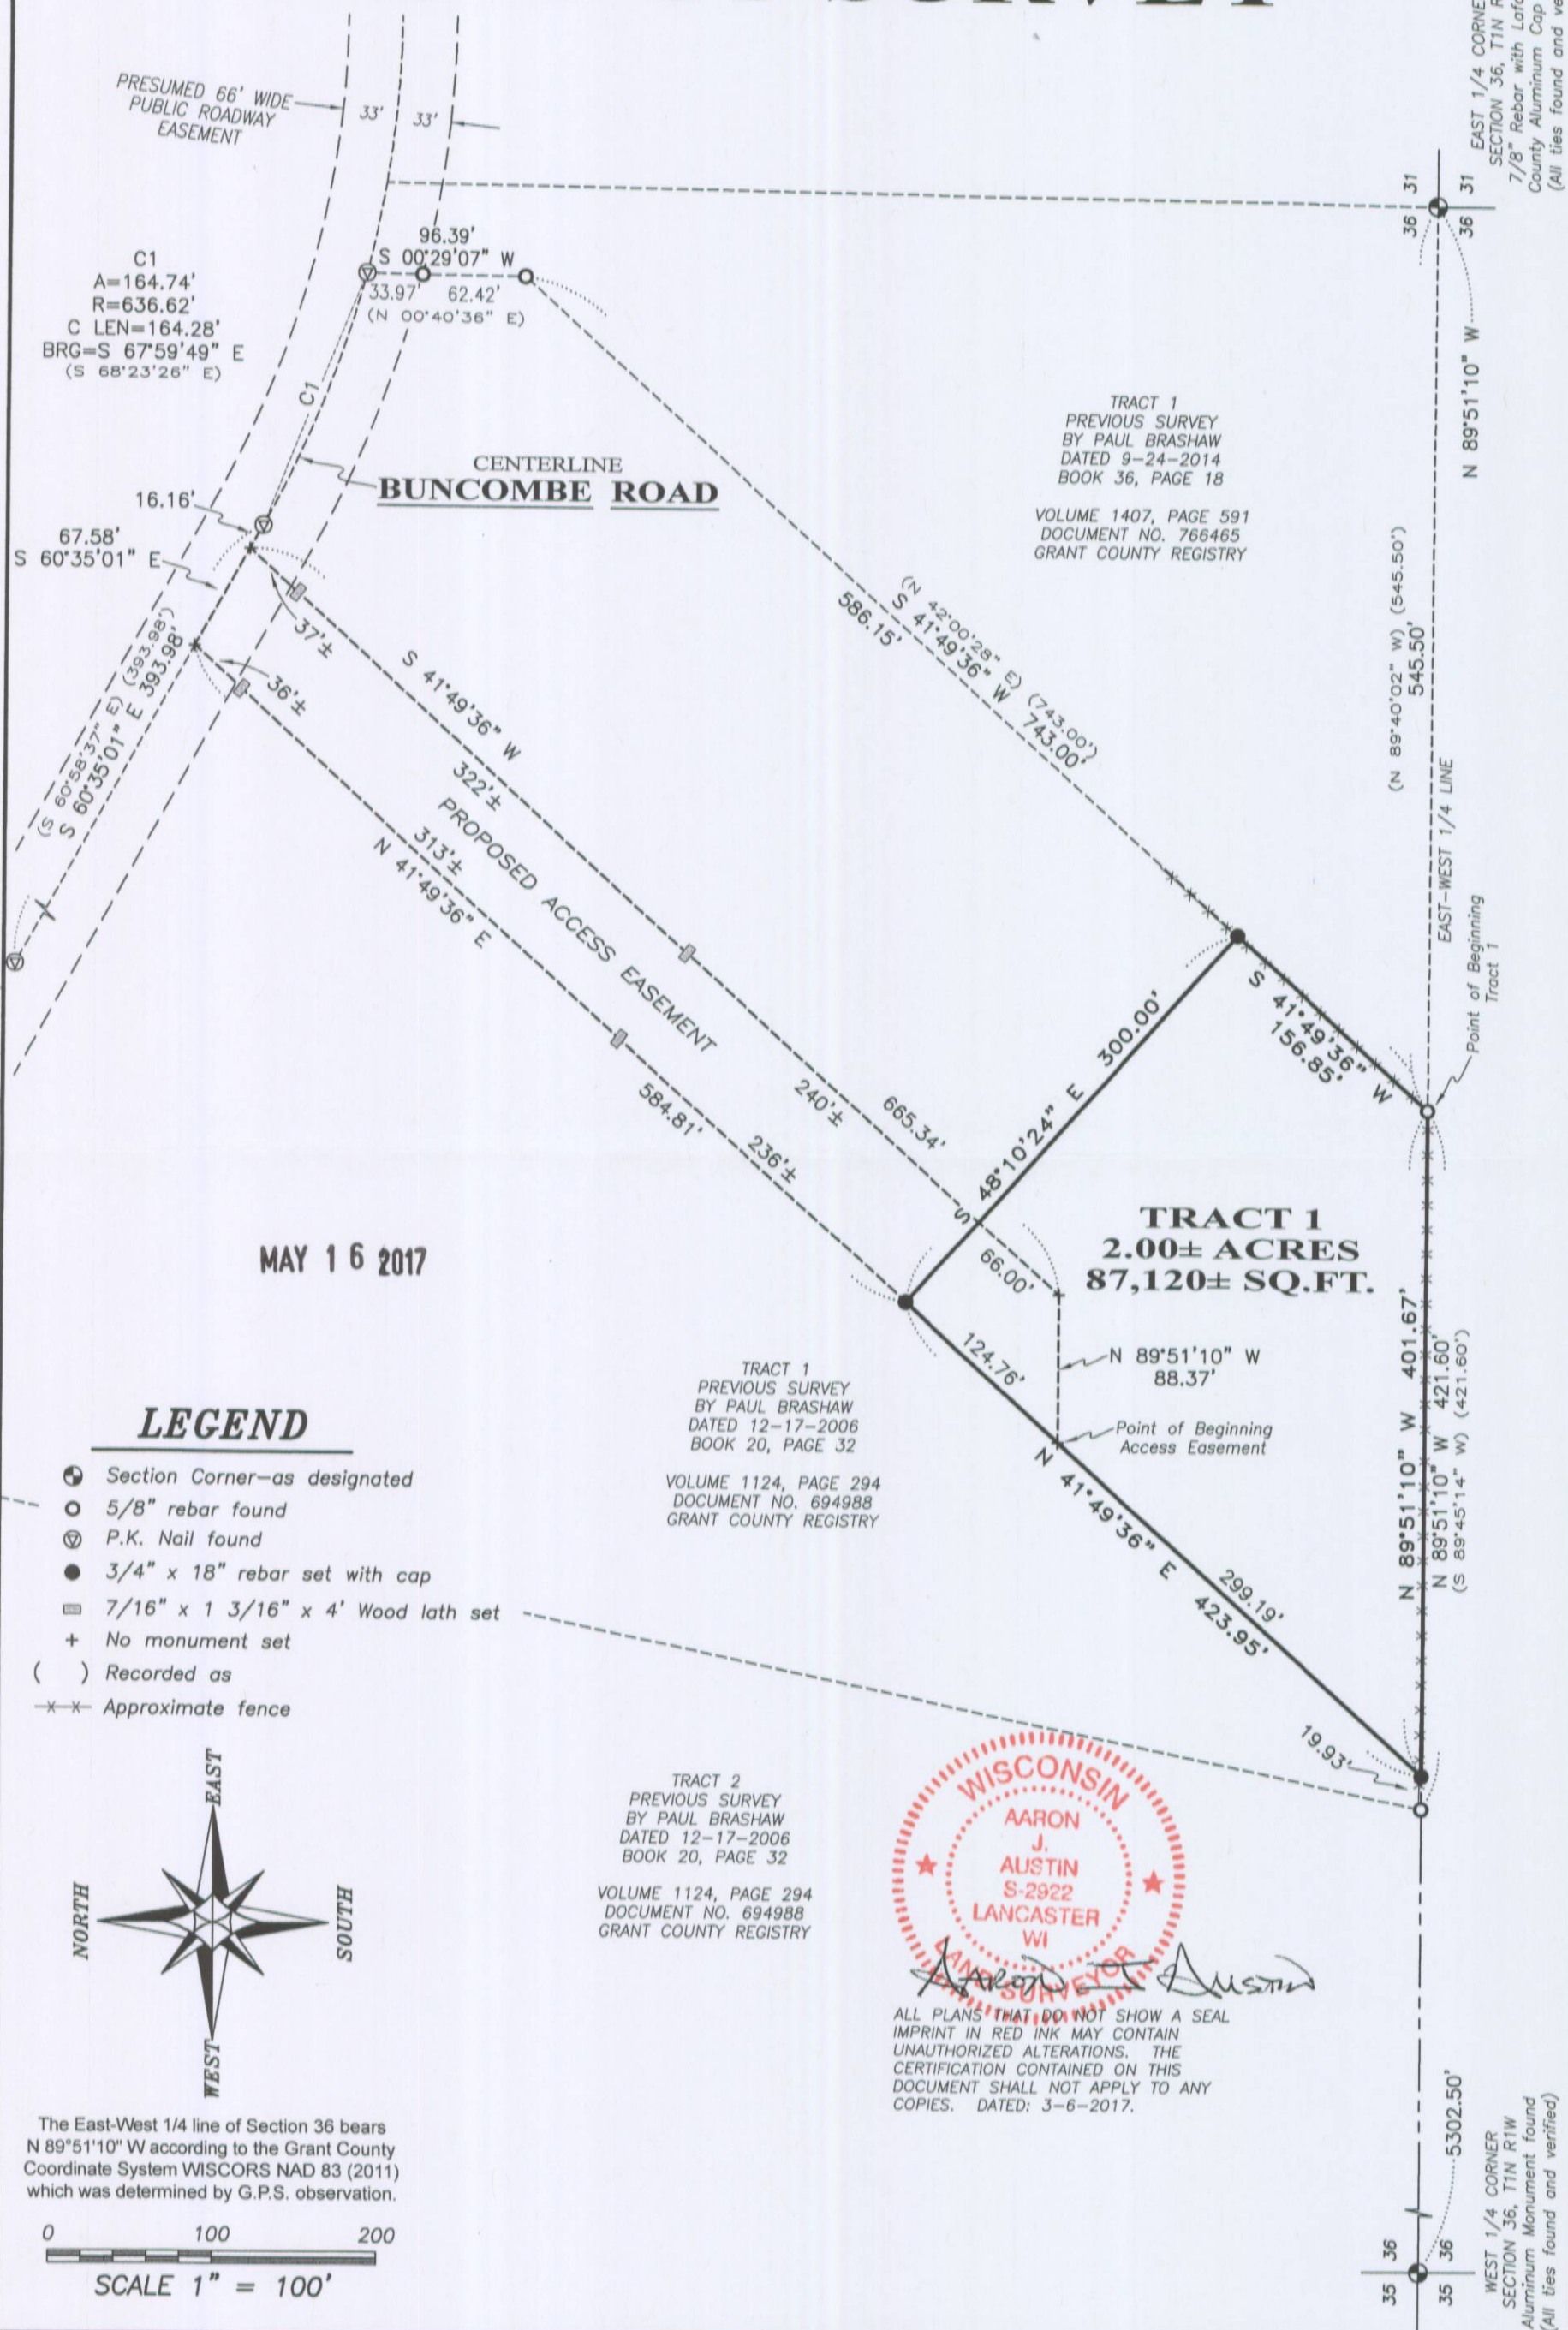 SURVEY
PRESUMED 66' WIDE
PUBLIC ROADWAY
EASEMENT
33'
33'
EAST 1/4 CORNE
SECTION 36, T1N R
7/8" Rebar with Lafa
County Aluminum Cap
(All ties found and ve
36
31
36
31
C1
A=164.74'
R=636.62'
C LEN=164.28'
BRG=S 67°59'49" E
(S 68°23'26" E)
96.39'
S 00°29'07" W
33.97'
62.42'
(N 00°40'36" E)
C1
CENTERLINE
BUNCOMBE ROAD
16.16'
67.58'
S 60°35'01" E
TRACT 1
PREVIOUS SURVEY
BY PAUL BRASHAW
DATED 9-24-2014
BOOK 36, PAGE 18
VOLUME 1407, PAGE 591
DOCUMENT NO. 766465
GRANT COUNTY REGISTRY
N 89°51'10" W
(N 89°40'02" W) (545.50')
545.50'
EAST-WEST 1/4 LINE
Point of Beginning
Tract 1
(N 42°00'28" E) (743.00')
S 41°49'36" W 743.00'
586.15'
37'±
36'±
(S 60°58'37" E) (393.98')
S 60°35'01" E 393.98'
S 41°49'36" W
322'±
PROPOSED ACCESS EASEMENT
313'±
N 41°49'36" E
240'±
665.34'
584.81'
236'±
S 48°10'24" E 300.00'
S 41°49'36" W
156.85'
TRACT 1
2.00± ACRES
87,120± SQ.FT.
66.00'
124.76'
N 89°51'10" W
88.37'
Point of Beginning
Access Easement
N 41°49'36" E
299.19'
423.95'
N 89°51'10" W 401.67'
N 89°51'10" W 421.60'
(S 89°45'14" W) (421.60')
19.93'
MAY 16 2017
TRACT 1
PREVIOUS SURVEY
BY PAUL BRASHAW
DATED 12-17-2006
BOOK 20, PAGE 32
VOLUME 1124, PAGE 294
DOCUMENT NO. 694988
GRANT COUNTY REGISTRY
LEGEND
Section Corner-as designated
5/8" rebar found
P.K. Nail found
3/4" x 18" rebar set with cap
7/16" x 1 3/16" x 4' Wood lath set
+ No monument set
( ) Recorded as
Approximate fence
EAST
NORTH
SOUTH
WEST
TRACT 2
PREVIOUS SURVEY
BY PAUL BRASHAW
DATED 12-17-2006
BOOK 20, PAGE 32
VOLUME 1124, PAGE 294
DOCUMENT NO. 694988
GRANT COUNTY REGISTRY
WISCONSIN
AARON
J.
AUSTIN
S-2922
LANCASTER
WI
LAND SURVEYOR
Aaron J Austin
ALL PLANS THAT DO NOT SHOW A SEAL
IMPRINT IN RED INK MAY CONTAIN
UNAUTHORIZED ALTERATIONS. THE
CERTIFICATION CONTAINED ON THIS
DOCUMENT SHALL NOT APPLY TO ANY
COPIES. DATED: 3-6-2017.
The East-West 1/4 line of Section 36 bears
N 89°51'10" W according to the Grant County
Coordinate System WISCORS NAD 83 (2011)
which was determined by G.P.S. observation.
0 100 200
SCALE 1" = 100'
5302.50'
35
36
35
36
WEST 1/4 CORNER
SECTION 36, T1N R1W
Aluminum Monument found
(All ties found and verified)